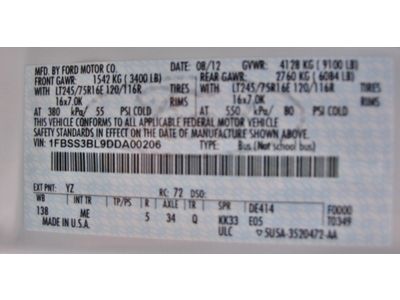 MFD. BY FORD MOTOR CO.
DATE: 08/12 GVWR: 4128 KG ( 9100 LB)
FRONT GAWR: 1542 KG ( 3400 LB) REAR GAWR: 2760 KG ( 6084 LB)
WITH LT245/75R16E 120/116R TIRES WITH LT245/75R16E 120/116R TIRES
16x7.0K RIMS 16x7.0K RIMS
AT 380 kPa/ 55 PSI COLD AT 550 kPa/ 80 PSI COLD
THIS VEHICLE CONFORMS TO ALL APPLICABLE FEDERAL MOTOR VEHICLE
SAFETY STANDARDS IN EFFECT ON THE DATE OF MANUFACTURE SHOWN ABOVE.
VIN: 1FBSS3BL9DDA00206 TYPE: Bus (Not school bus)
EXT PNT: YZ RC: 72 DSO:
WB INT TR TP/PS R AXLE TR SPR DE414 F0000
138 ME 5 34 Q KK33 E05 T0349
MADE IN U.S.A. ULC 5U5A-3520472-AA